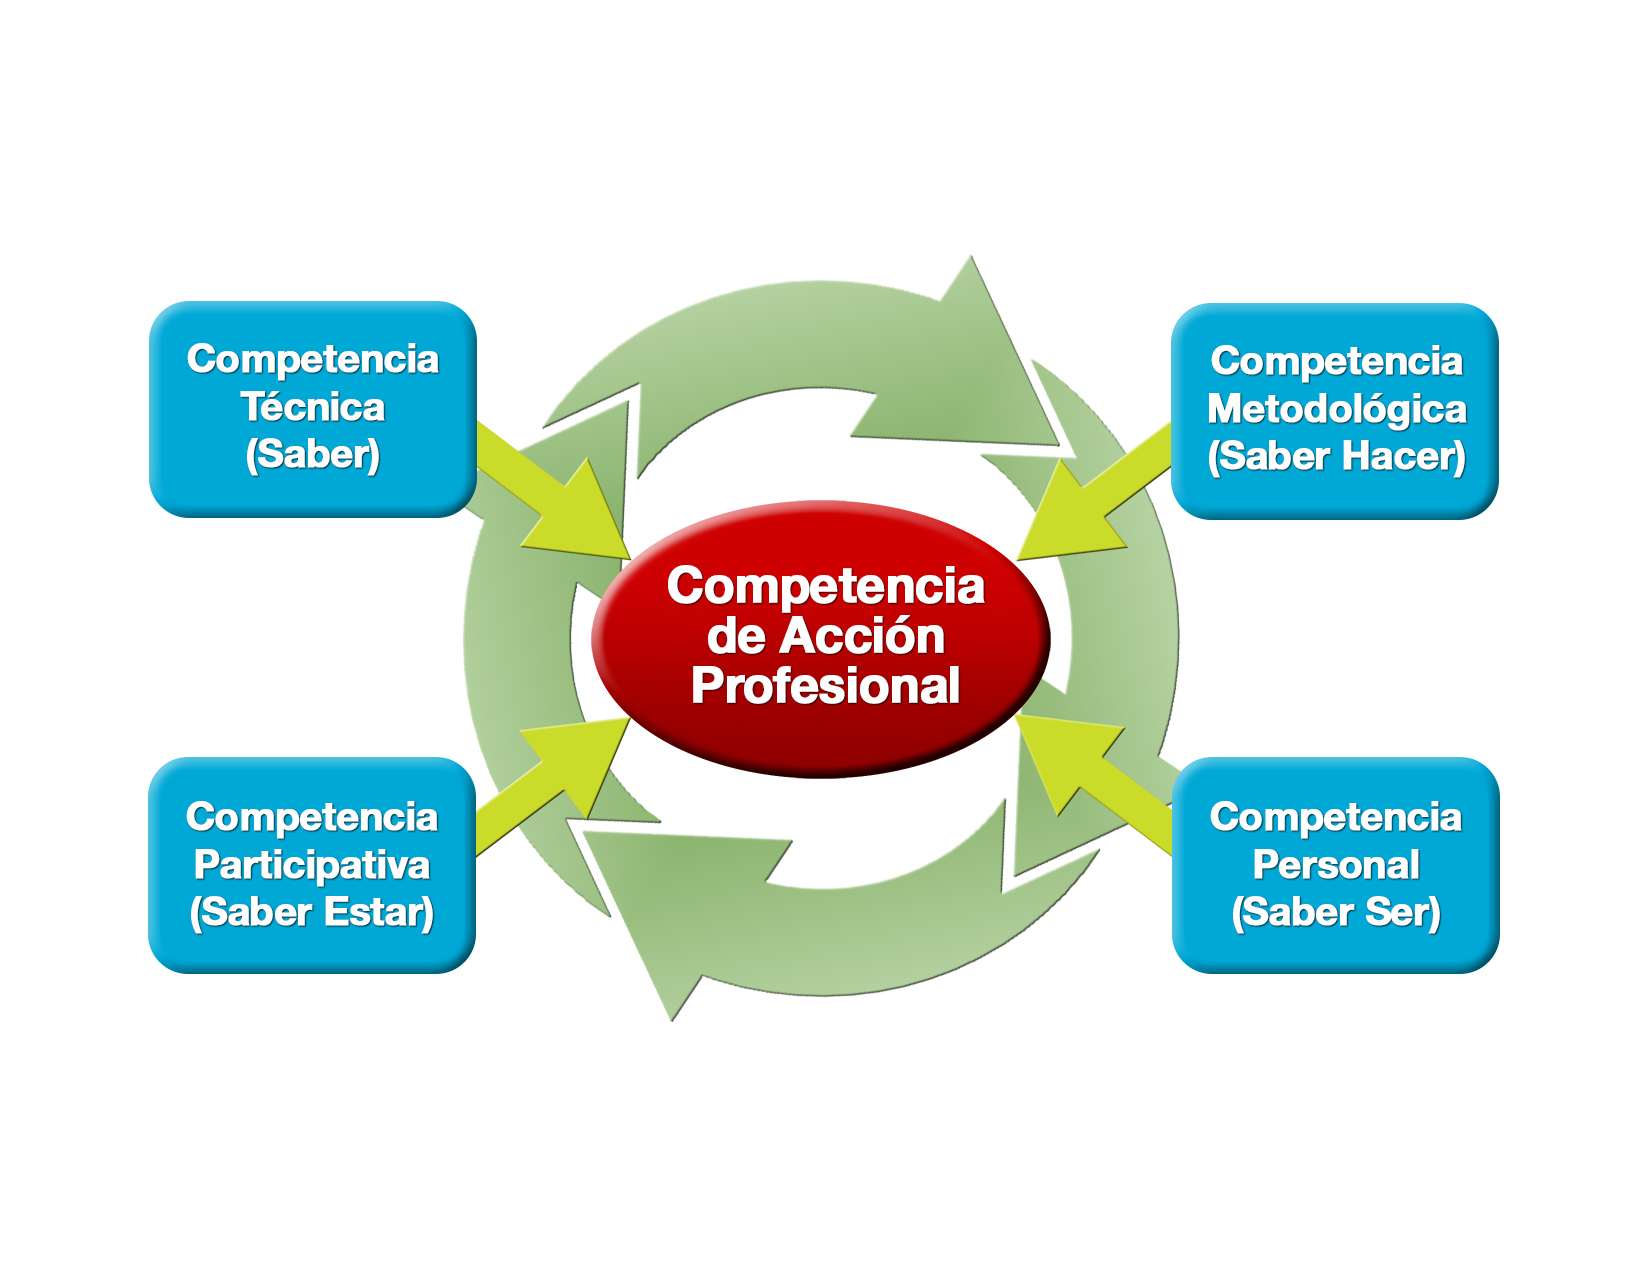 Competencia
Técnica
(Saber)
Competencia
Metodológica
(Saber Hacer)
Competencia
de Acción
Profesional
Competencia
Participativa
(Saber Estar)
Competencia
Personal
(Saber Ser)